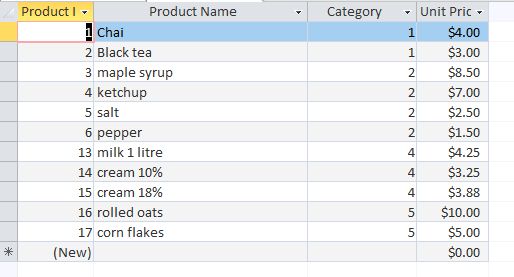 Product I Product Name Category Unit Pric
1 Chai 1 $4.00
2 Black tea 1 $3.00
3 maple syrup 2 $8.50
4 ketchup 2 $7.00
5 salt 2 $2.50
6 pepper 2 $1.50
13 milk 1 litre 4 $4.25
14 cream 10% 4 $3.25
15 cream 18% 4 $3.88
16 rolled oats 5 $10.00
17 corn flakes 5 $5.00
(New) $0.00